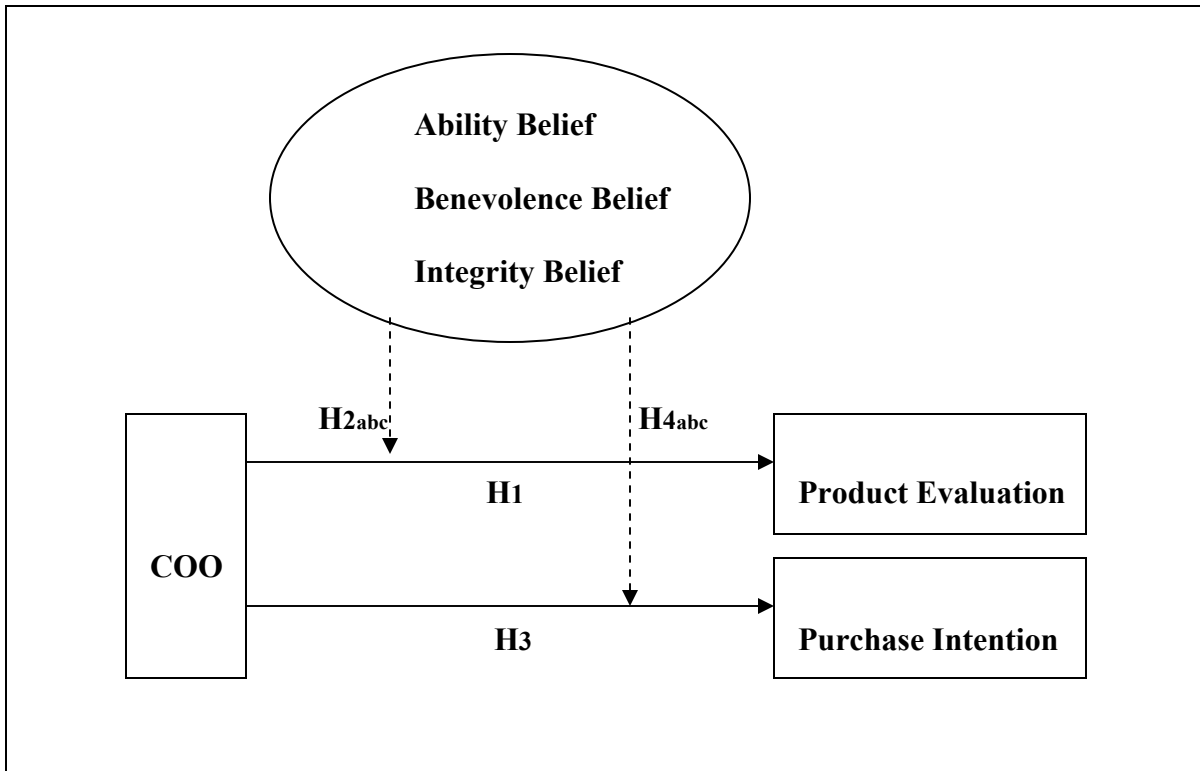 Ability Belief
Benevolence Belief
Integrity Belief
H2abc
H4abc
H1
Product Evaluation
COO
H3
Purchase Intention